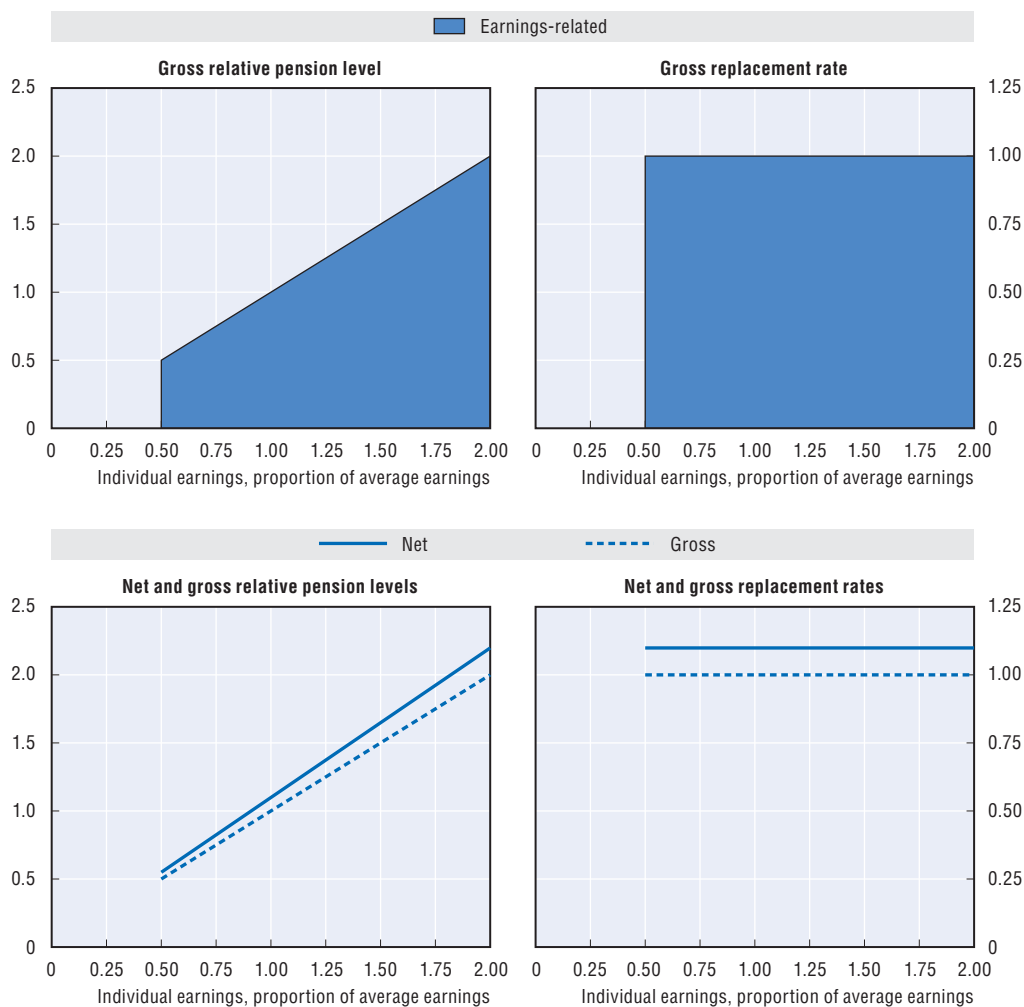 Earnings-related
Gross relative pension level
Gross replacement rate
2.5
2.0
1.5
1.0
0.5
0
1.25
1.00
0.75
0.50
0.25
0
0 0.25 0.50 0.75 1.00 1.25 1.50 1.75 2.00
0 0.25 0.50 0.75 1.00 1.25 1.50 1.75 2.00
Individual earnings, proportion of average earnings
Individual earnings, proportion of average earnings
Net Gross
Net and gross relative pension levels
Net and gross replacement rates
2.5
2.0
1.5
1.0
0.5
0
1.25
1.00
0.75
0.50
0.25
0
0 0.25 0.50 0.75 1.00 1.25 1.50 1.75 2.00
0 0.25 0.50 0.75 1.00 1.25 1.50 1.75 2.00
Individual earnings, proportion of average earnings
Individual earnings, proportion of average earnings